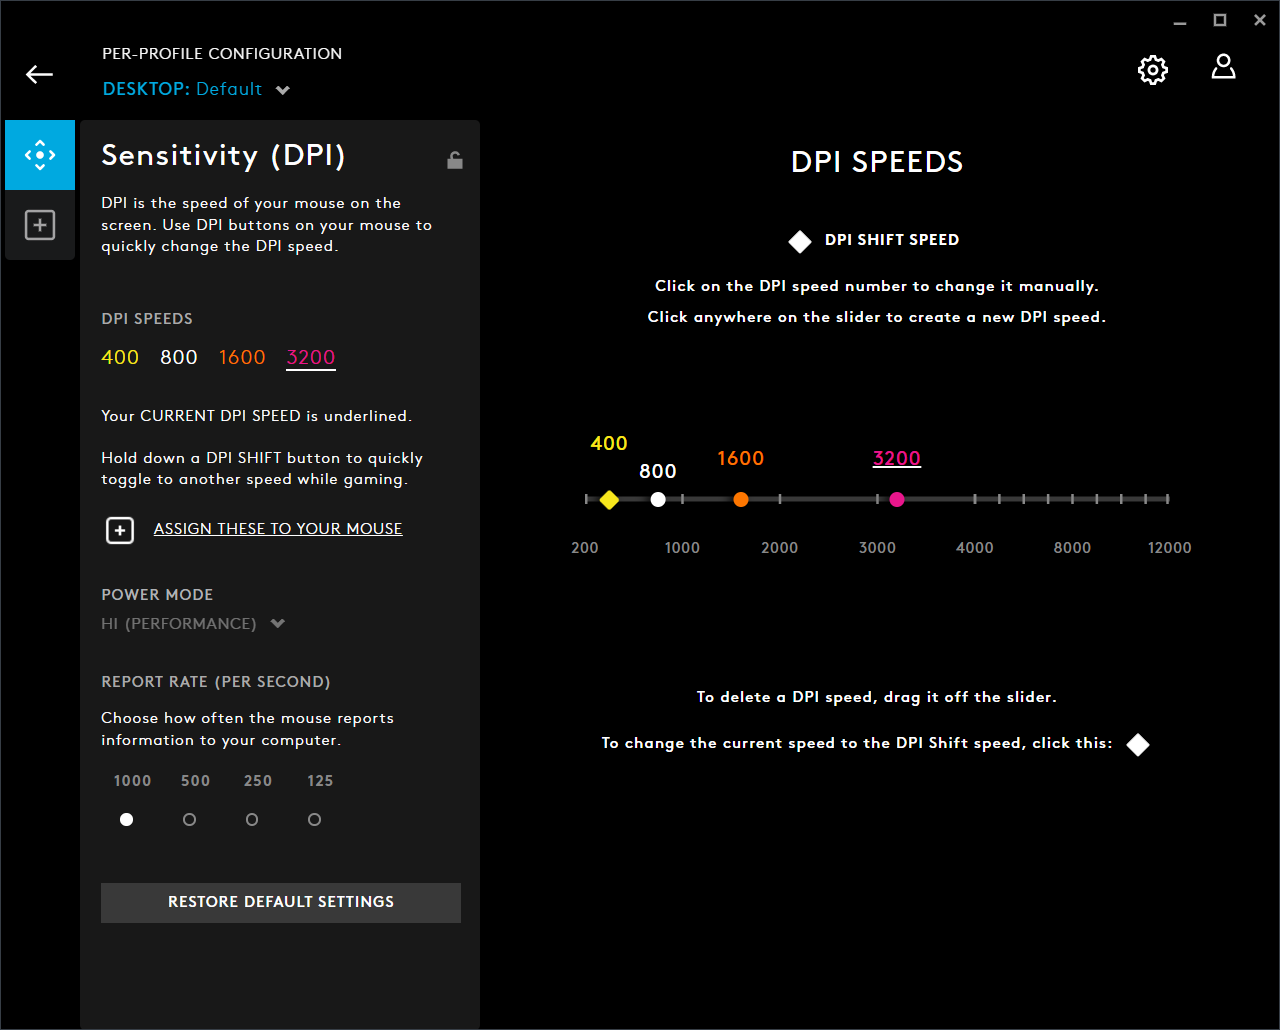 PER-PROFILE CONFIGURATION
DESKTOP: Default
Sensitivity (DPI)
DPI is the speed of your mouse on the
screen. Use DPI buttons on your mouse to
quickly change the DPI speed.
DPI SPEEDS
400 800 1600 3200
Your CURRENT DPI SPEED is underlined.
Hold down a DPI SHIFT button to quickly
toggle to another speed while gaming.
ASSIGN THESE TO YOUR MOUSE
POWER MODE
HI (PERFORMANCE)
REPORT RATE (PER SECOND)
Choose how often the mouse reports
information to your computer.
1000 500 250 125
RESTORE DEFAULT SETTINGS
DPI SPEEDS
DPI SHIFT SPEED
Click on the DPI speed number to change it manually.
Click anywhere on the slider to create a new DPI speed.
400 800 1600 3200
200 1000 2000 3000 4000 8000 12000
To delete a DPI speed, drag it off the slider.
To change the current speed to the DPI Shift speed, click this: